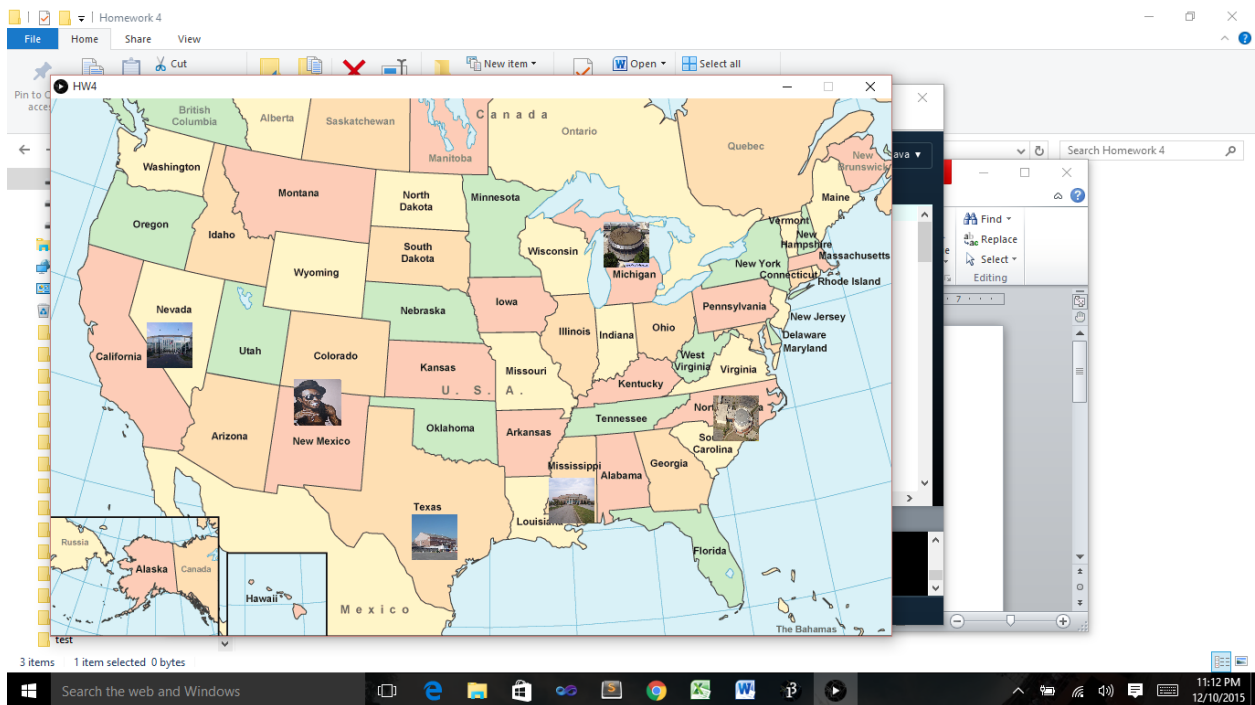 Homework 4
File Home Share View
Cut
New item
Open
Select all
Pin to
acce
HW4
Canada
British
Columbia
Alberta
Saskatchewan
Manitoba
Ontario
Quebec
New
Brunswick
Washington
Montana
North
Dakota
Minnesota
Maine
Oregon
Idaho
South
Dakota
Wisconsin
Michigan
Vermont
New
Hampshire
Massachusetts
New York
Connecticut
Rhode Island
Wyoming
Iowa
Nebraska
Pennsylvania
New Jersey
Nevada
Illinois
Indiana
Ohio
Delaware
Maryland
California
Utah
Colorado
Kansas
Missouri
West
Virginia
Virginia
Kentucky
U. S. A.
Arizona
New Mexico
Oklahoma
Arkansas
Tennessee
Carolina
Mississippi
Alabama
Georgia
Texas
Florida
Russia
Alaska
Canada
Hawaii
Mexico
The Bahamas
ava
Search Homework 4
Find
Replace
Select
Editing
7
test
3 items 1 item selected 0 bytes
Search the web and Windows
11:12 PM
12/10/2015